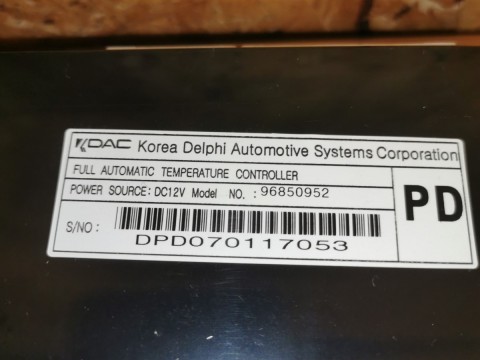 KDAC Korea Delphi Automotive Systems Corporation
FULL AUTOMATIC TEMPERATURE CONTROLLER
POWER SOURCE: DC12V Model NO. : 96850952
PD
S/NO :
DPD070117053